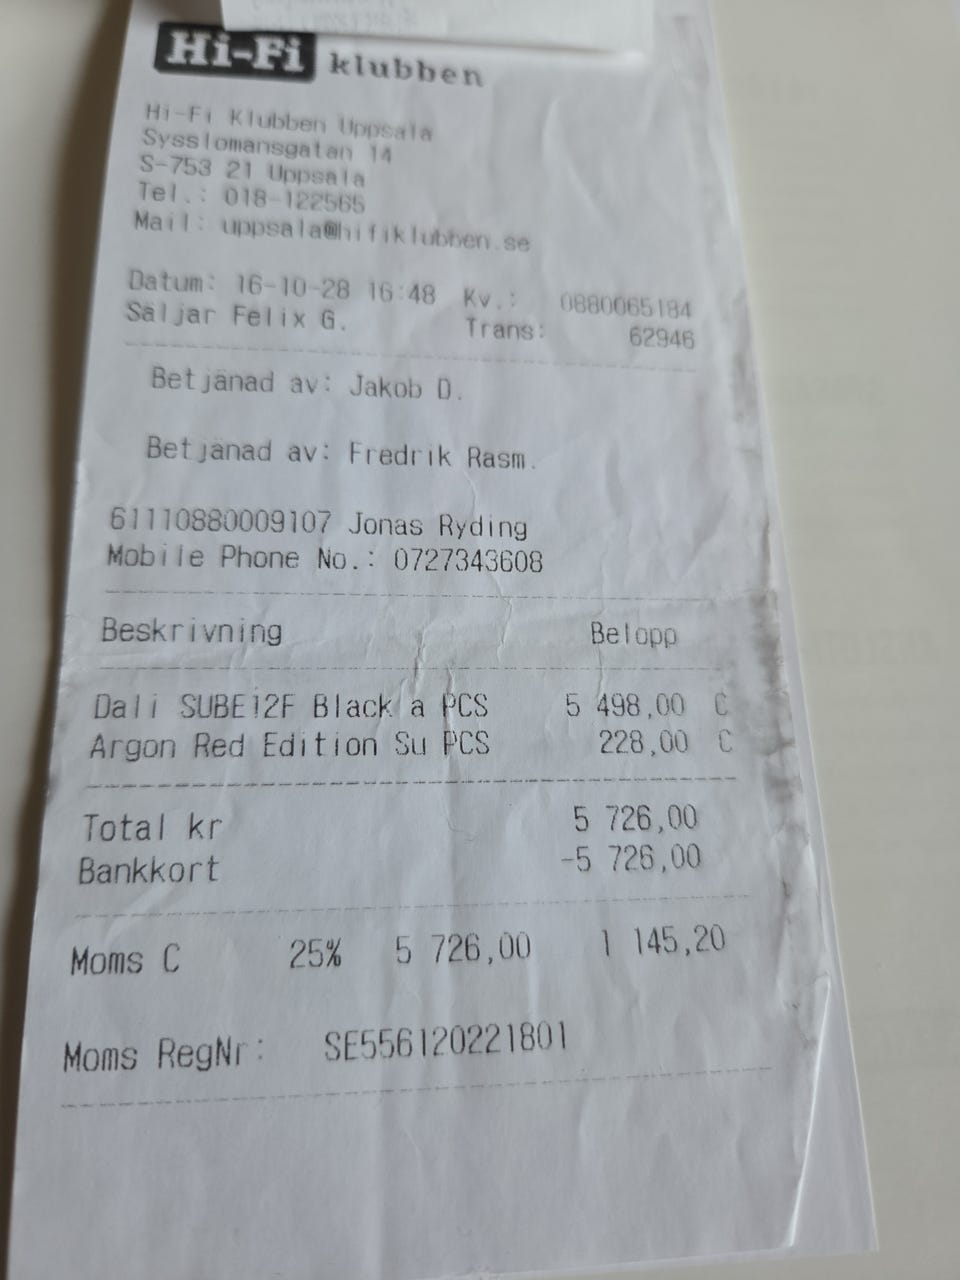 Hi-Fi klubben
Hi-Fi Klubben Uppsala
Sysslomansgatan 14
S-753 21 Uppsala
Tel.: 018-122565
Mail: uppsala@hifiklubben.se
Datum: 16-10-28 16:48 Kv.: 0880065184
Säljar Felix G. Trans: 62946
Betjänad av: Jakob D.
Betjänad av: Fredrik Rasm.
61110880009107 Jonas Ryding
Mobile Phone No.: 0727343608
Beskrivning Belopp
Dali SUBE12F Black a PCS 5 498,00 C
Argon Red Edition Su PCS 228,00 C
Total kr 5 726,00
Bankkort -5 726,00
Moms C 25% 5 726,00 1 145,20
Moms RegNr: SE556120221801